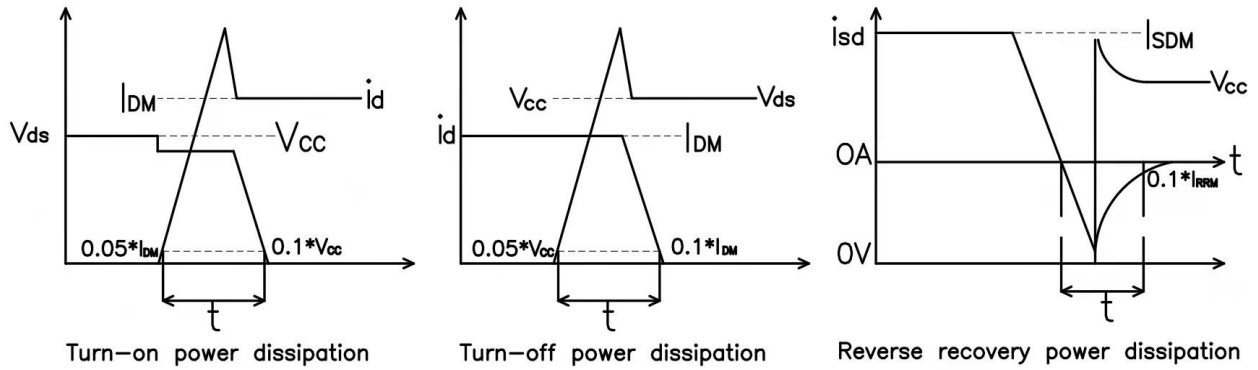 IDM
id
Vds
VCC
0.05*IDM
0.1*VCC
t
Turn-on power dissipation
VCC
Vds
id
IDM
0.05*VCC
0.1*IDM
t
Turn-off power dissipation
isd
ISDM
VCC
0A
t
0.1*IRRM
0V
t
Reverse recovery power dissipation